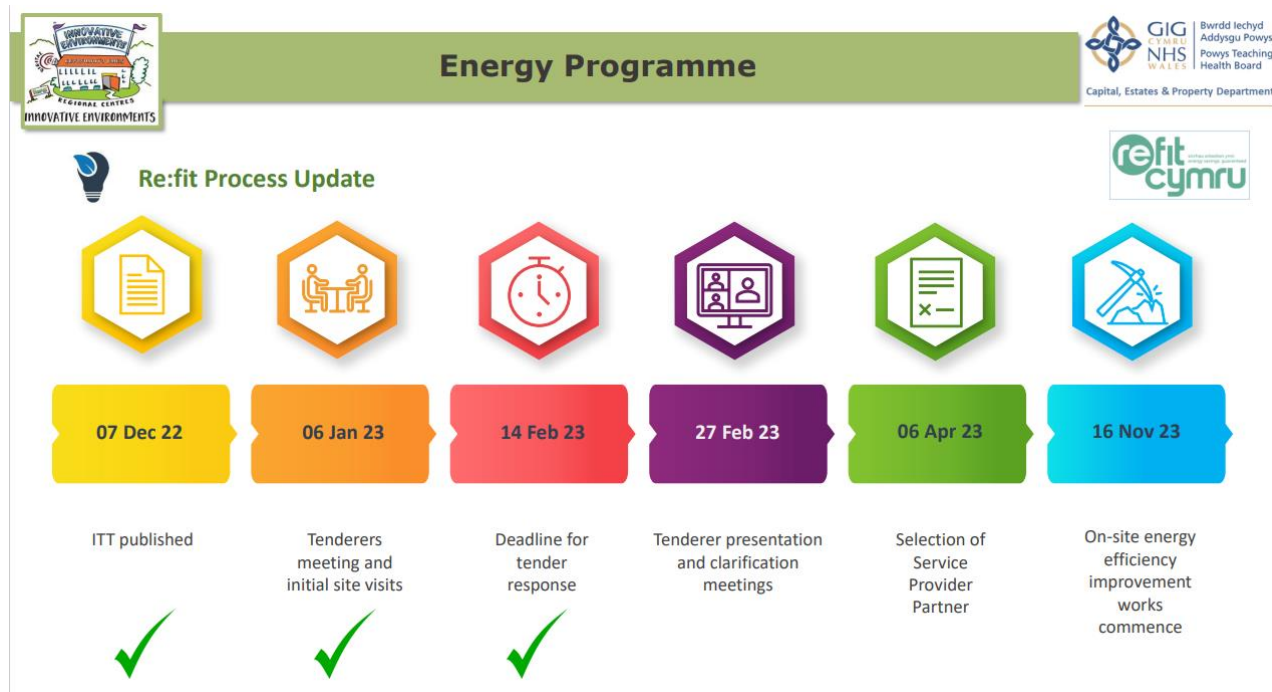 INNOVATIVE
ENVIRONMENTS
REGIONAL CENTRES
INNOVATIVE ENVIRONMENTS
Energy Programme
GIG
CYMRU
NHS
WALES
Bwrdd Iechyd
Addysgu Powys
Powys Teaching
Health Board
Capital, Estates & Property Department
Re:fit Process Update
refit
cymru
07 Dec 22
06 Jan 23
14 Feb 23
27 Feb 23
06 Apr 23
16 Nov 23
ITT published
Tenderers
meeting and
initial site visits
Deadline for
tender
response
Tenderer presentation
and clarification
meetings
Selection of
Service
Provider
Partner
On-site energy
efficiency
improvement
works
commence